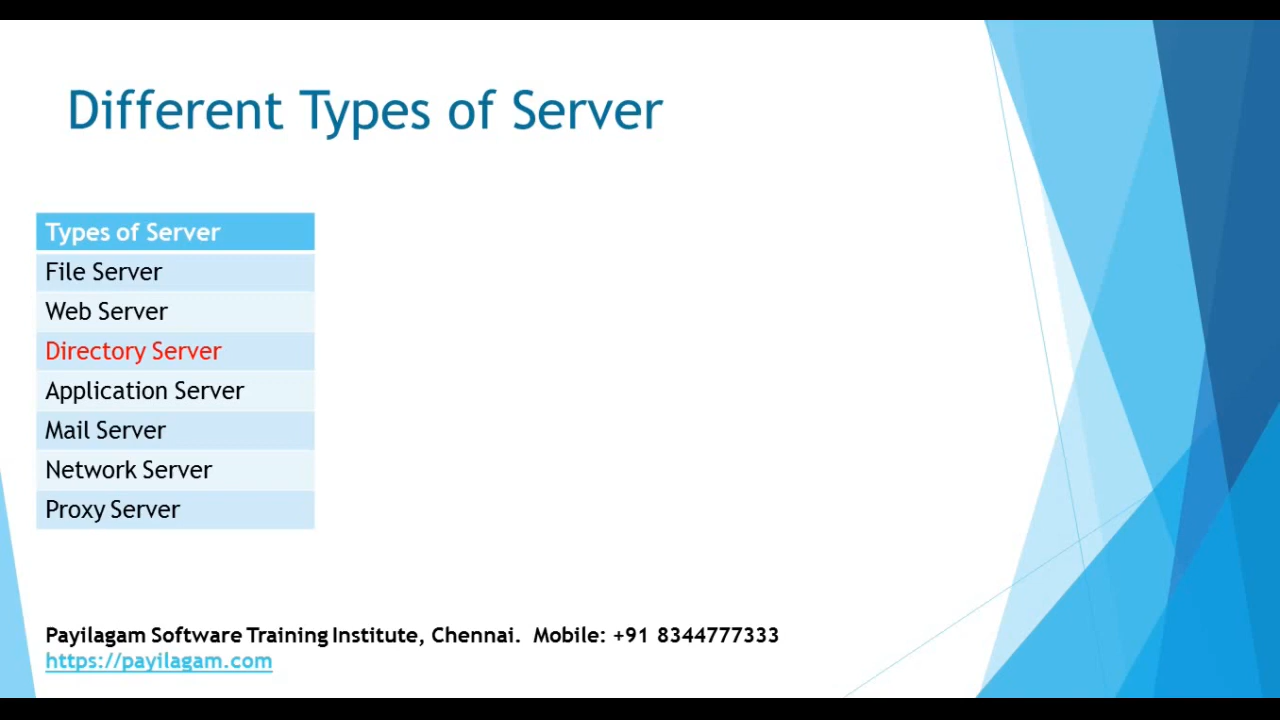 Different Types of Server
Types of Server
File Server
Web Server
Directory Server
Application Server
Mail Server
Network Server
Proxy Server
Payilagam Software Training Institute, Chennai. Mobile: +91 8344777333
https://payilagam.com